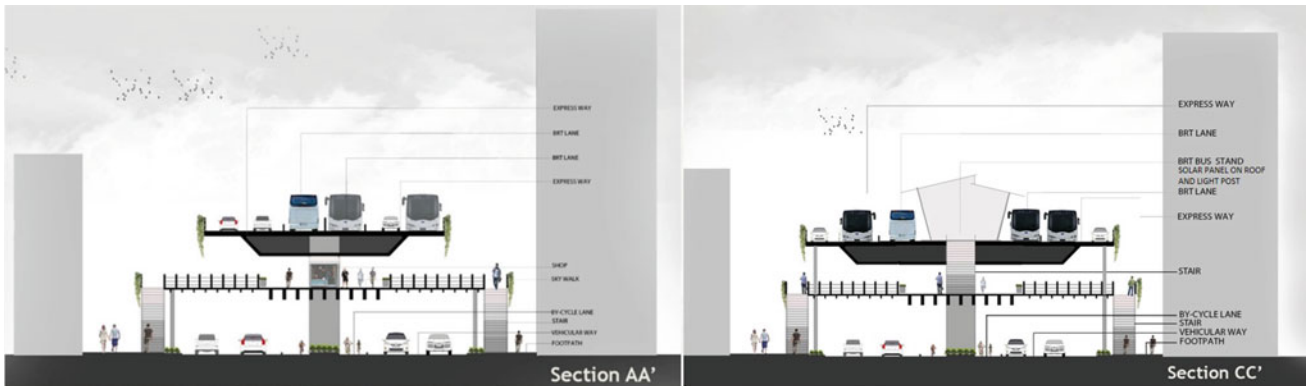 EXPRESS WAY
BRT LANE
BRT LANE
EXPRESS WAY
SHOP
SKY WALK
BY-CYCLE LANE
STAIR
VEHICULAR WAY
FOOTPATH
Section AA'
EXPRESS WAY
BRT LANE
BRT BUS STAND
SOLAR PANEL ON ROOF
AND LIGHT POST
BRT LANE
EXPRESS WAY
STAIR
BY-CYCLE LANE
STAIR
VEHICULAR WAY
FOOTPATH
Section CC'